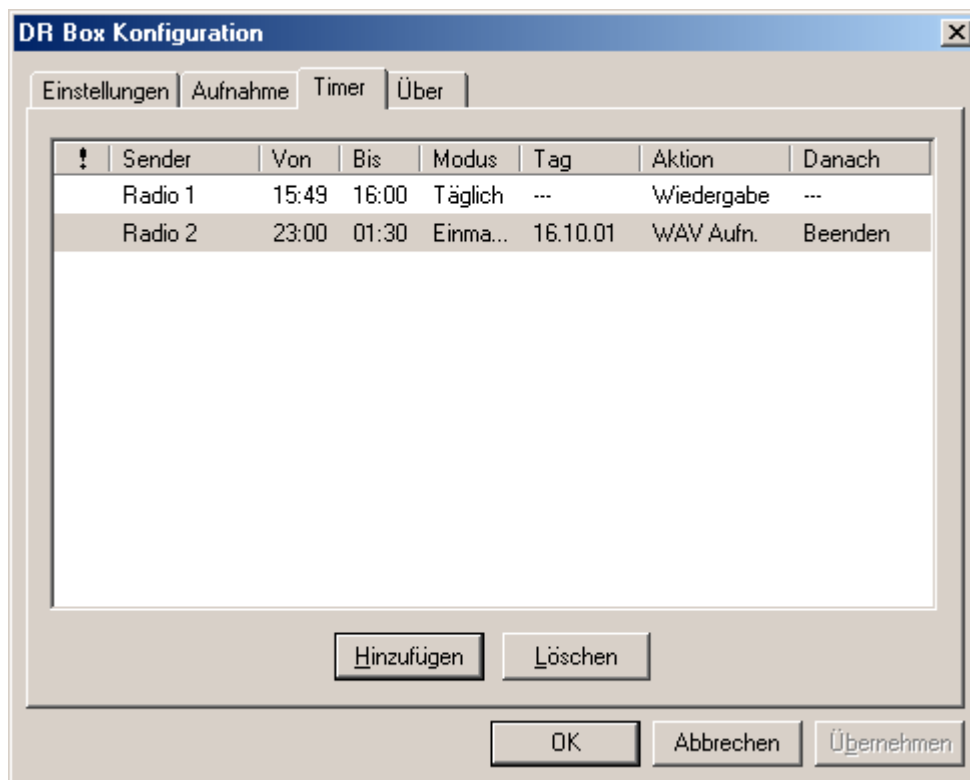 DR Box Konfiguration
Einstellungen Aufnahme Timer Über
! Sender Von Bis Modus Tag Aktion Danach
Radio 1 15:49 16:00 Täglich --- Wiedergabe ---
Radio 2 23:00 01:30 Einma... 16.10.01 WAV Aufn. Beenden
Hinzufügen Löschen
OK Abbrechen Übernehmen